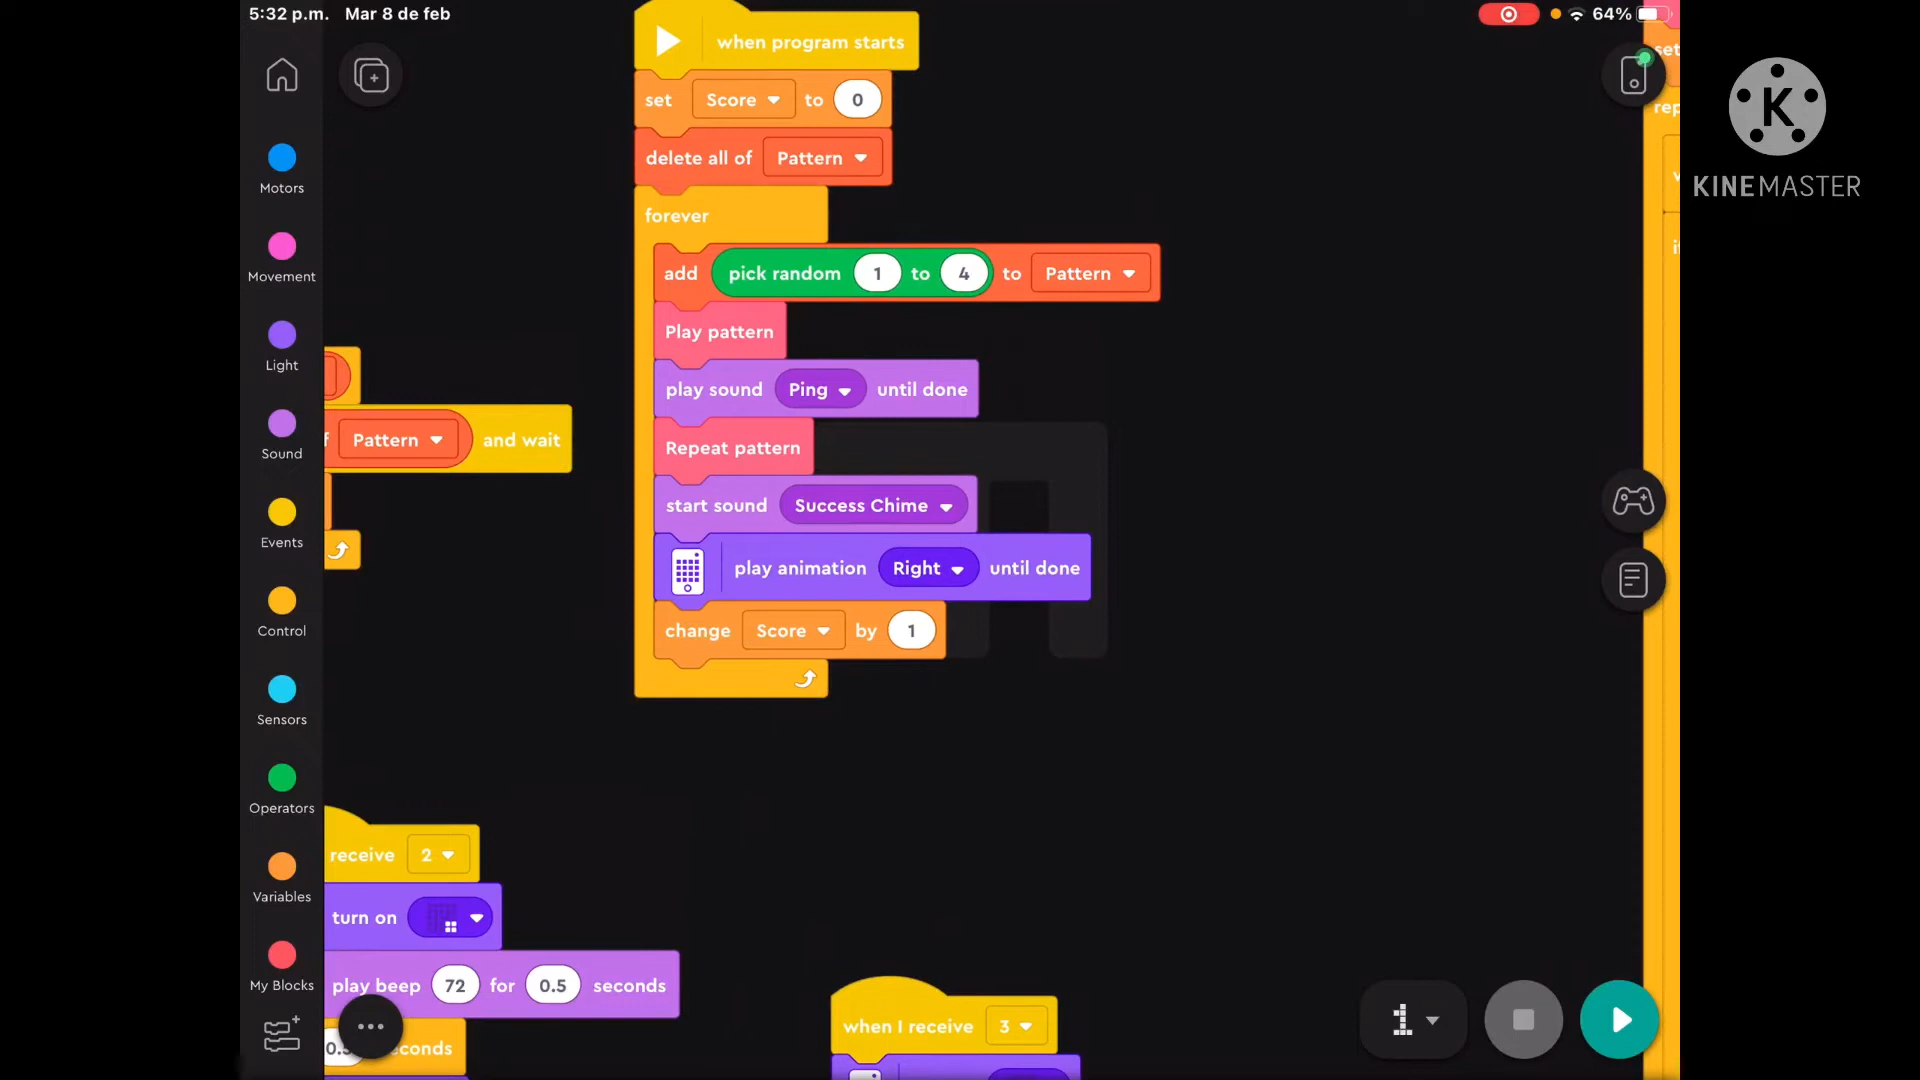 5:32 p.m. Mar 8 de feb
64%
K
KINEMASTER
Motors
Movement
Light
Sound
Events
Control
Sensors
Operators
Variables
My Blocks
when program starts
set Score to 0
delete all of Pattern
forever
add pick random 1 to 4 to Pattern
Play pattern
play sound Ping until done
Repeat pattern
start sound Success Chime
play animation Right until done
change Score by 1
Pattern and wait
receive 2
turn on
play beep 72 for 0.5 seconds
when I receive 3
1
set